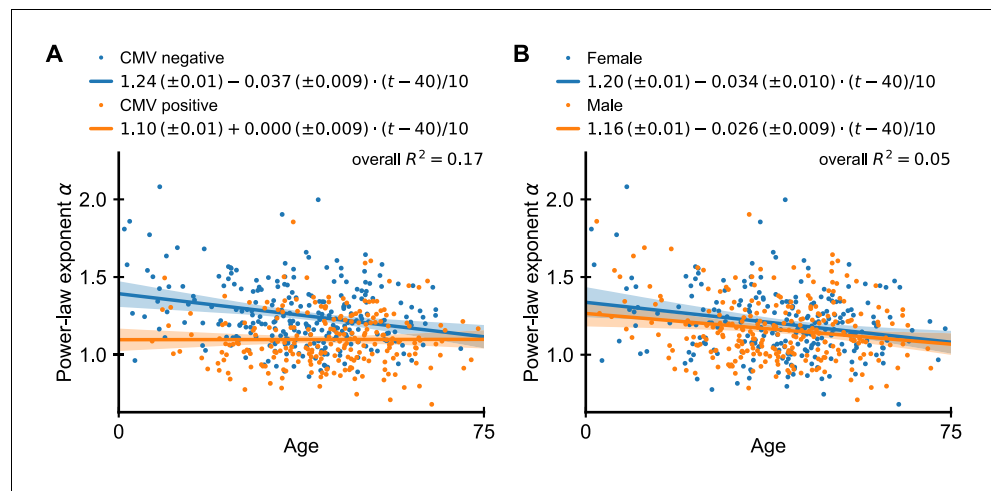 A
CMV negative
1.24 (±0.01) − 0.037 (±0.009) · (t − 40)/10
CMV positive
1.10 (±0.01) + 0.000 (±0.009) · (t − 40)/10
overall R² = 0.17
Power-law exponent α
2.0
1.5
1.0
0
75
Age
B
Female
1.20 (±0.01) − 0.034 (±0.010) · (t − 40)/10
Male
1.16 (±0.01) − 0.026 (±0.009) · (t − 40)/10
overall R² = 0.05
Power-law exponent α
2.0
1.5
1.0
0
75
Age